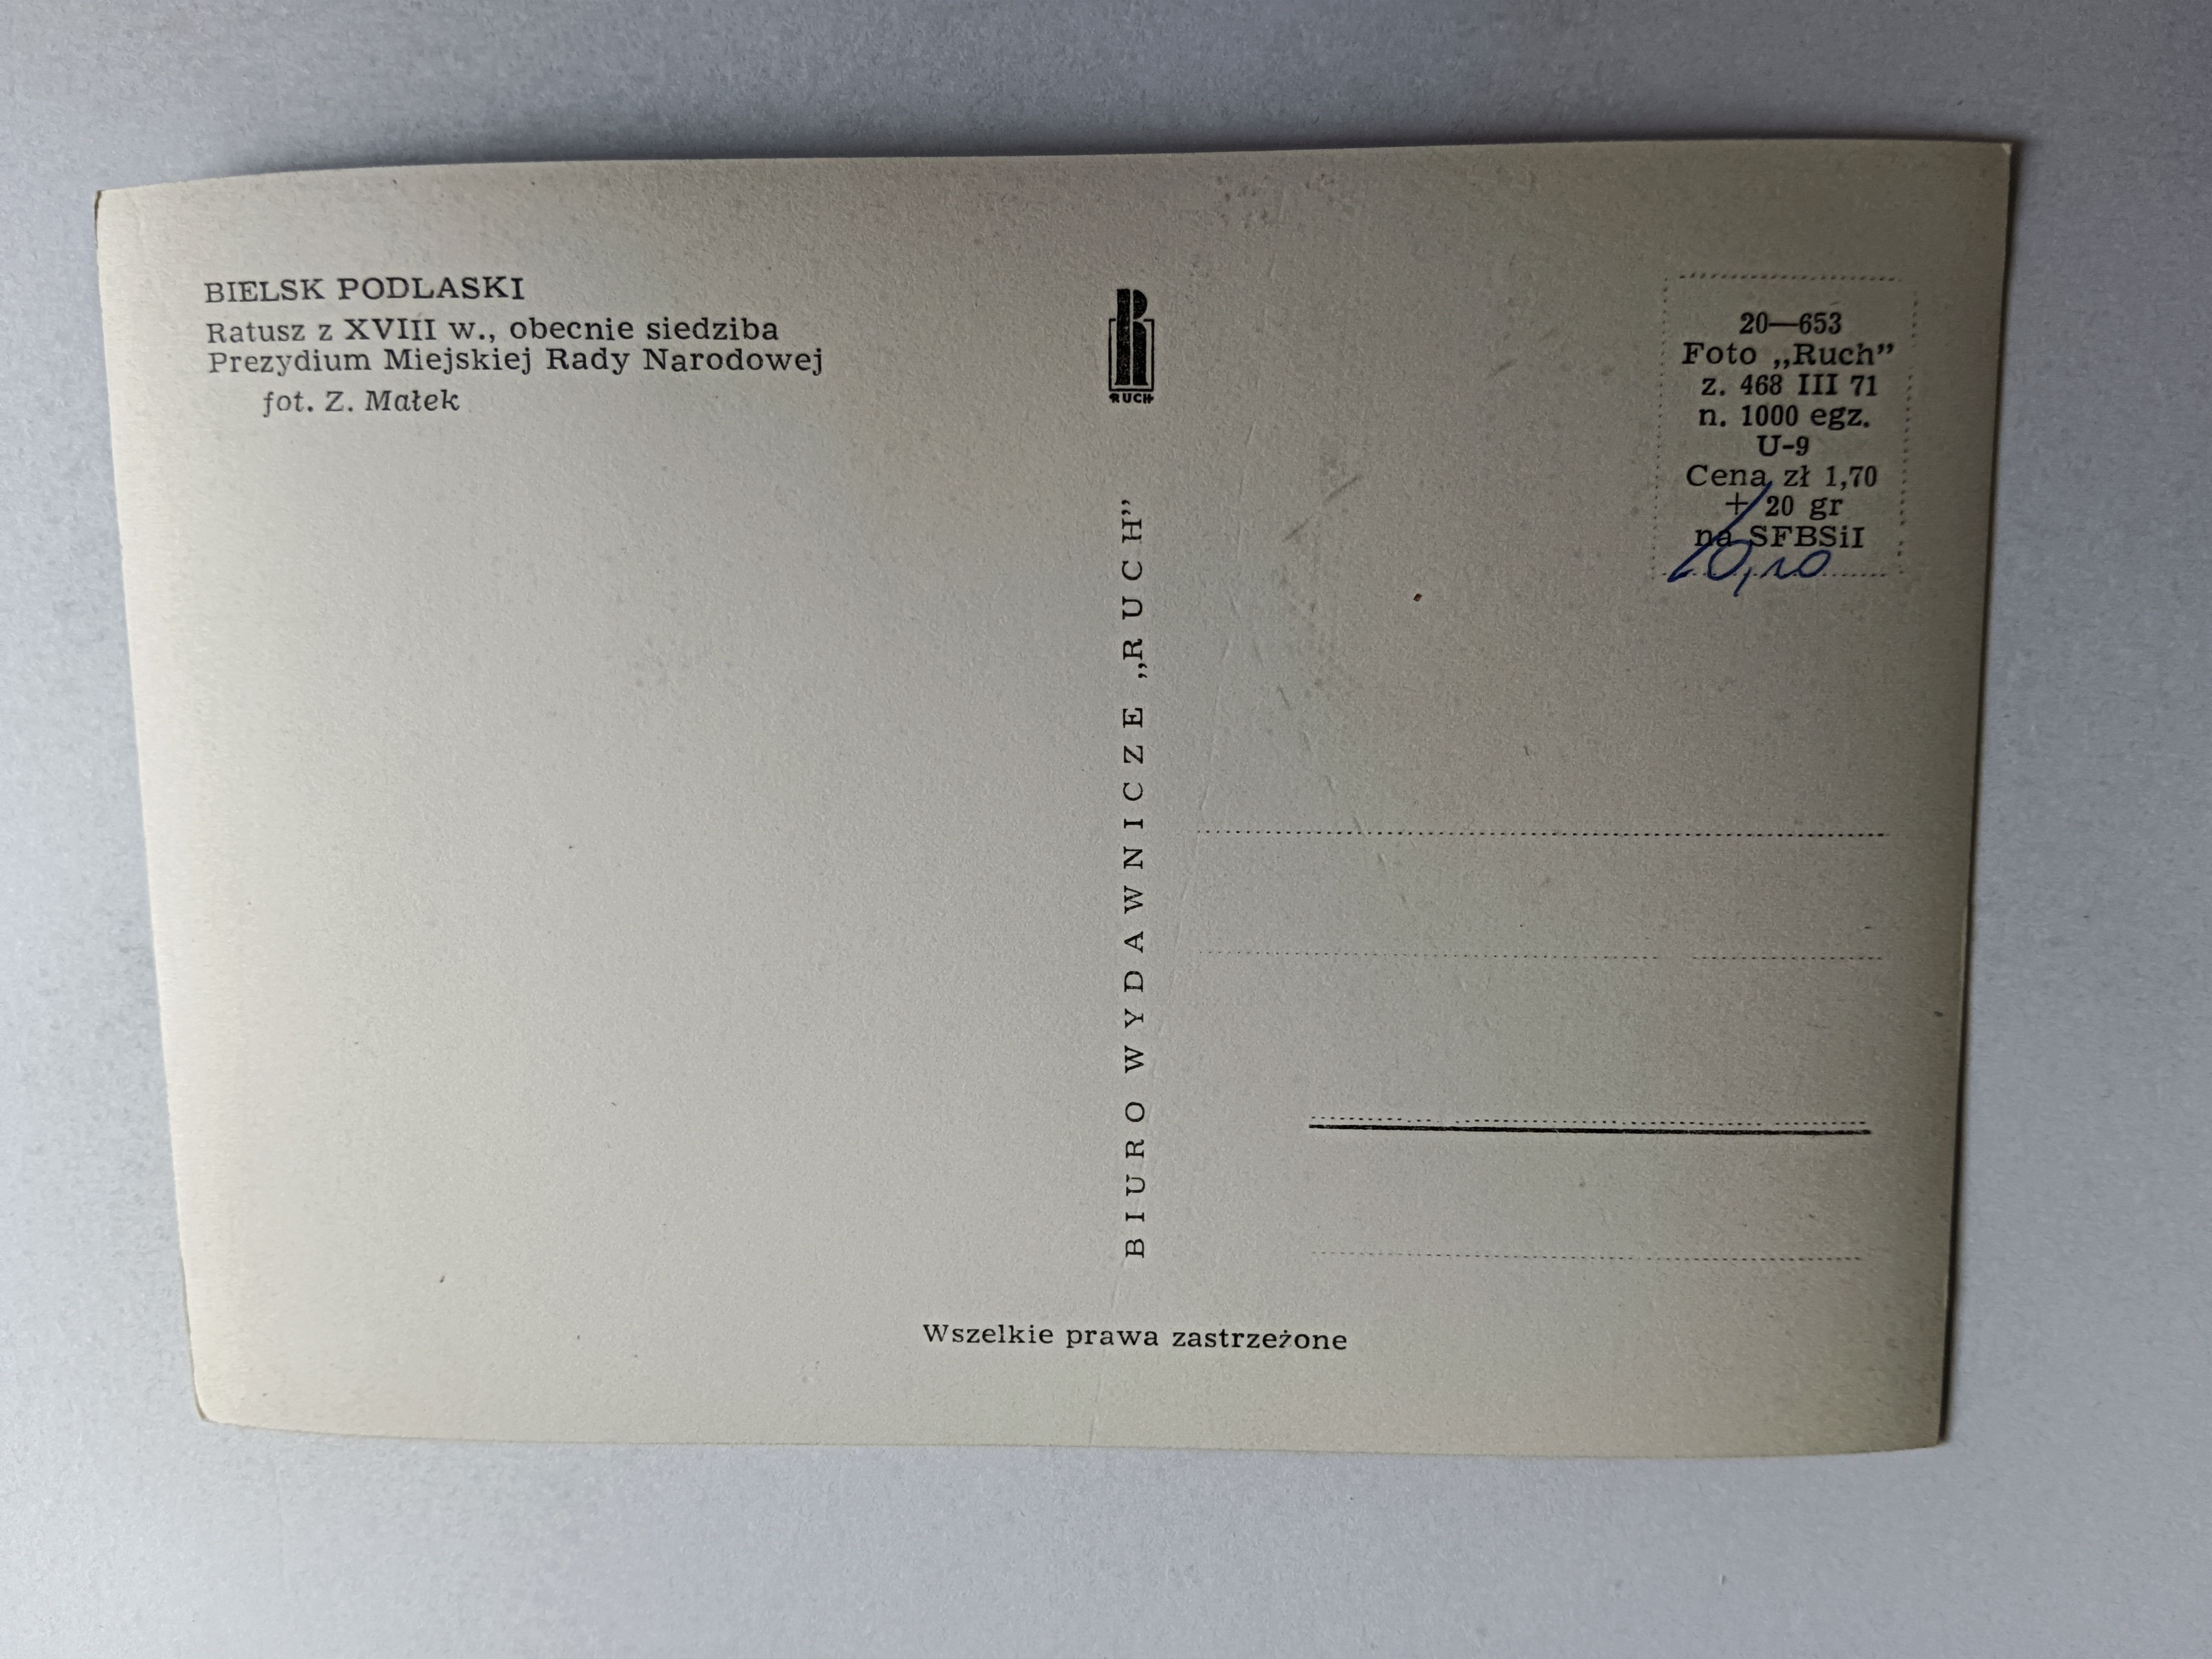 BIELSK PODLASKI
Ratusz z XVIII w., obecnie siedziba
Prezydium Miejskiej Rady Narodowej
fot. Z. Małek
RUCH
BIURO WYDAWNICZE „RUCH”
20—653
Foto „Ruch”
z. 468 III 71
n. 1000 egz.
U-9
Cena zł 1,70
+ 20 gr
na SFBSiI
Wszelkie prawa zastrzeżone